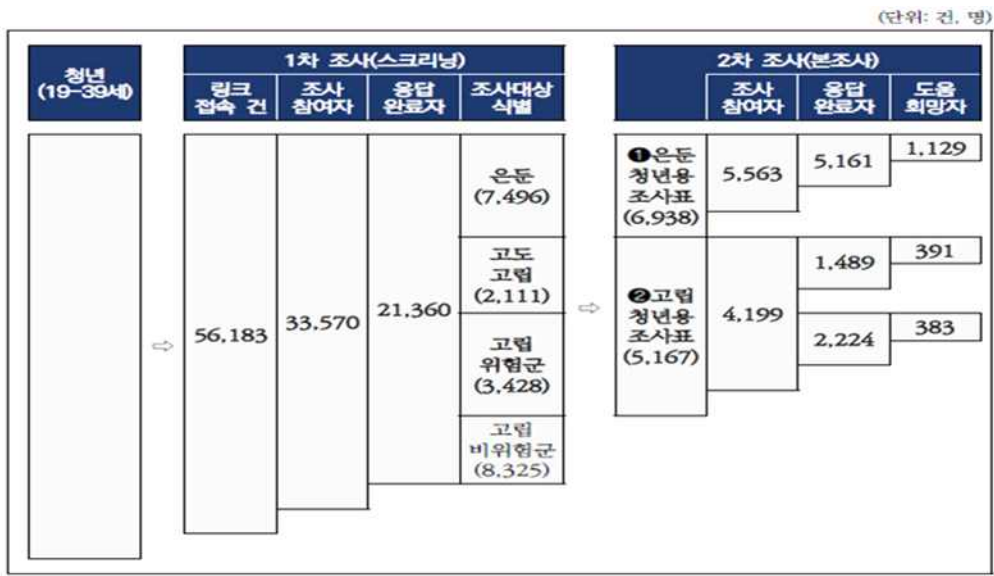 (단위: 건, 명)
청년
(19-39세)
1차 조사(스크리닝)
링크
접속 건
조사
참여자
응답
완료자
조사대상
식별
2차 조사(본조사)
조사
참여자
응답
완료자
도움
희망자
56,183
33,570
21,360
은둔
(7,496)
고도
고립
(2,111)
고립
위험군
(3,428)
고립
비위험군
(8,325)
❶은둔
청년용
조사표
(6,938)
5,563
5,161
1,129
❷고립
청년용
조사표
(5,167)
4,199
1,489
391
2,224
383